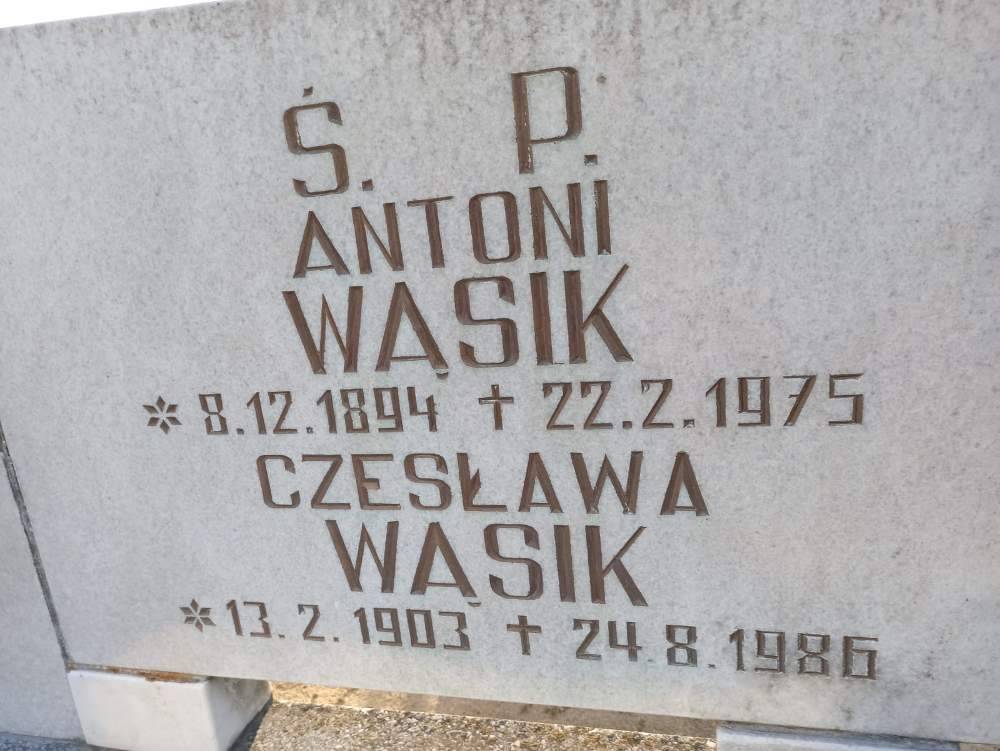 Ś. P.
ANTONI
WĄSIK
* 8.12.1894 † 22.2.1975
CZESŁAWA
WĄSIK
* 13.2.1903 † 24.8.1986